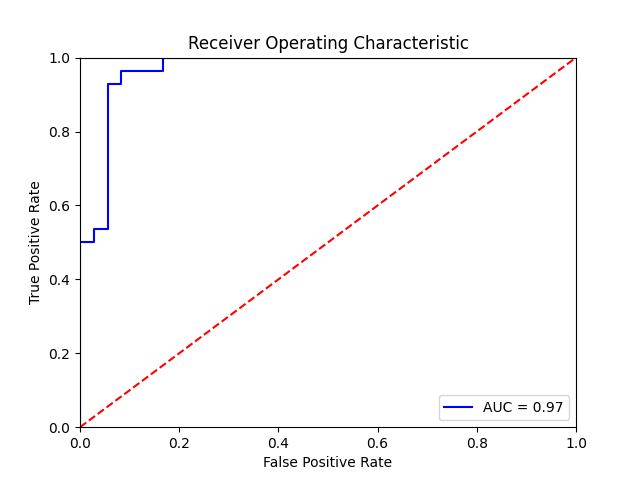 Receiver Operating Characteristic
True Positive Rate
1.0
0.8
0.6
0.4
0.2
0.0
AUC = 0.97
0.0 0.2 0.4 0.6 0.8 1.0
False Positive Rate